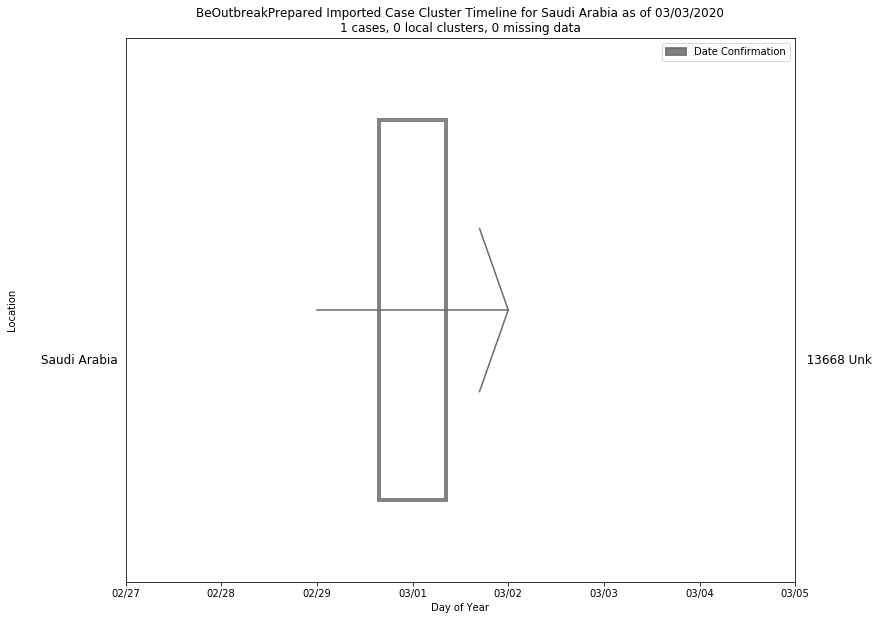 BeOutbreakPrepared Imported Case Cluster Timeline for Saudi Arabia as of 03/03/2020
1 cases, 0 local clusters, 0 missing data
Date Confirmation
Location
Saudi Arabia
13668 Unk
02/27 02/28 02/29 03/01 03/02 03/03 03/04 03/05
Day of Year